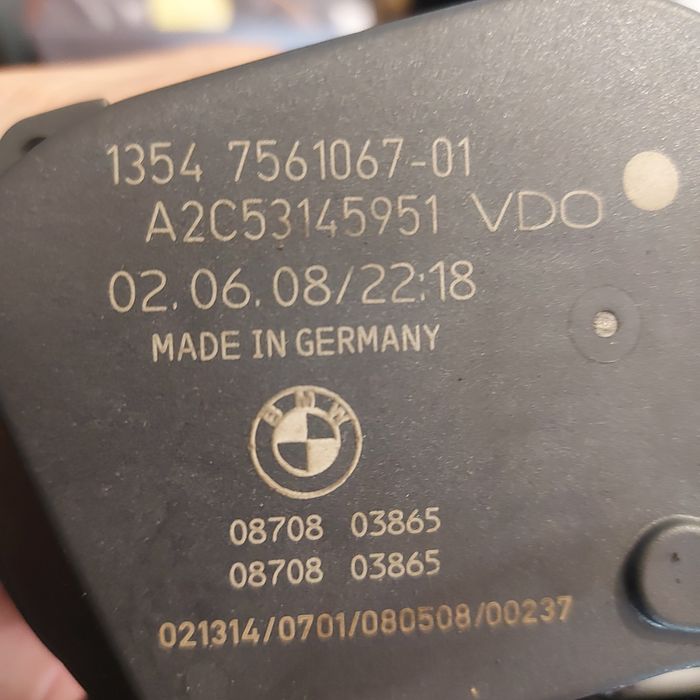 1354 7561067-01
A2C53145951 VDO
02.06.08/22:18
MADE IN GERMANY
BMW
08708 03865
08708 03865
021314/0701/080508/00237